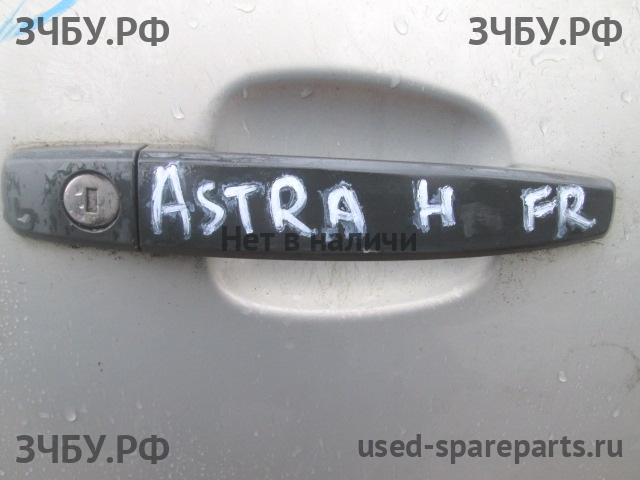 ЗЧБУ.РФ ЗЧБУ.РФ
ASTRA H FR
Нет в наличи
ЗЧБУ.РФ used-spareparts.ru